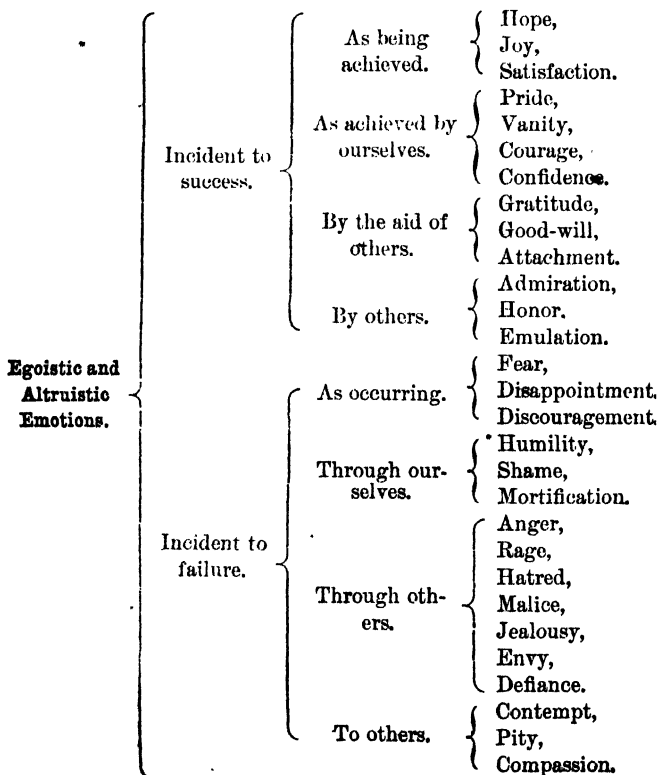 Egoistic and
Altruistic
Emotions.
Incident to
success.
As being
achieved.
Hope,
Joy,
Satisfaction.
As achieved by
ourselves.
Pride,
Vanity,
Courage,
Confidence.
By the aid of
others.
Gratitude,
Good-will,
Attachment.
By others.
Admiration,
Honor.
Emulation.
Incident to
failure.
As occurring.
Fear,
Disappointment.
Discouragement.
Through our-
selves.
Humility,
Shame,
Mortification.
Through oth-
ers.
Anger,
Rage,
Hatred,
Malice,
Jealousy,
Envy,
Defiance.
To others.
Contempt,
Pity,
Compassion.